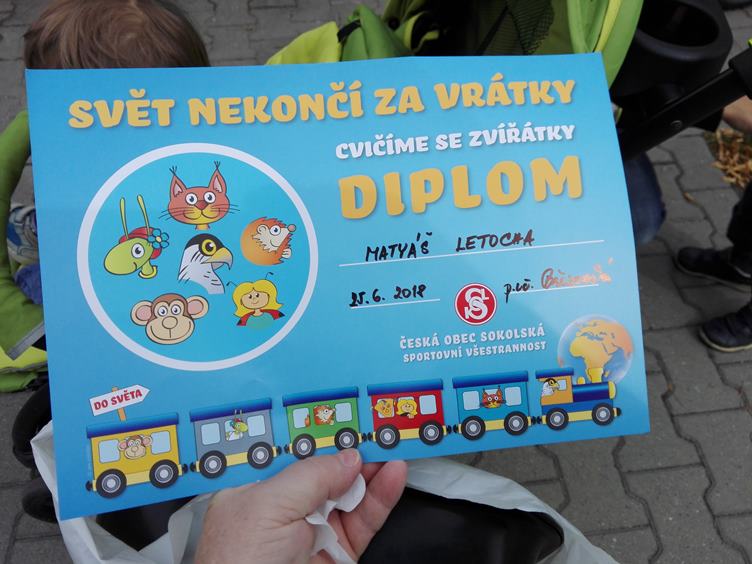 SVĚT NEKONČÍ ZA VRÁTKY
CVIČÍME SE ZVÍŘÁTKY
DIPLOM
MATYÁŠ LETOCHA
25.6.2018
p.uč.
ČESKÁ OBEC SOKOLSKÁ
SPORTOVNÍ VŠESTRANNOST
DO SVĚTA